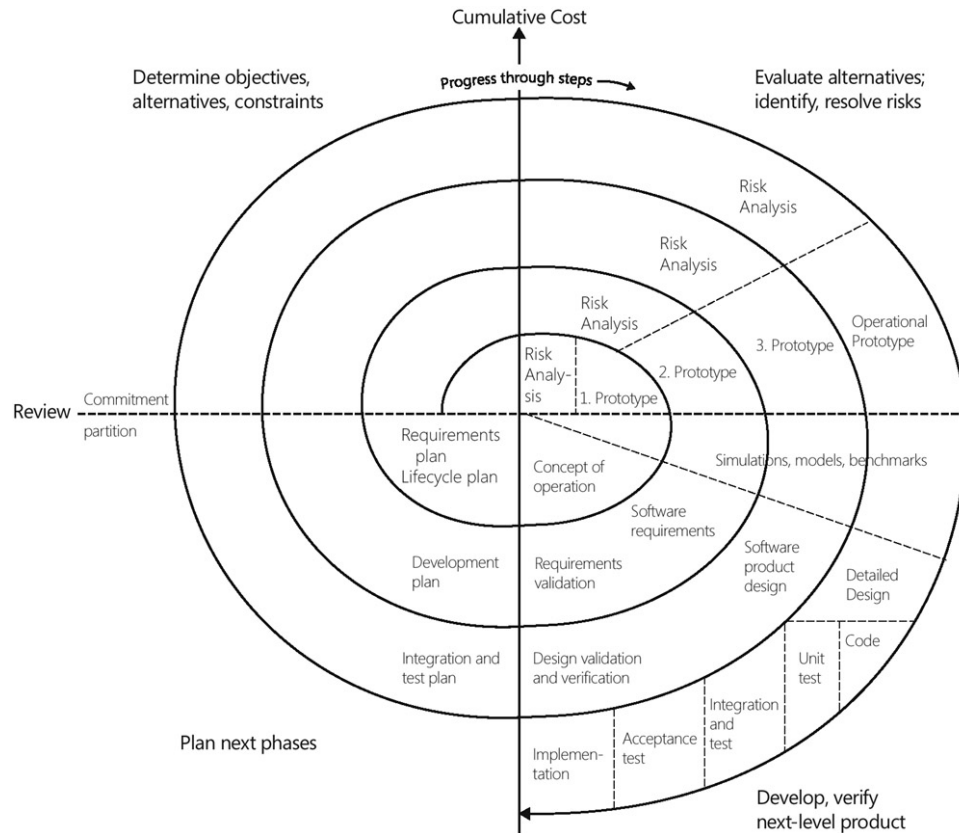 Cumulative Cost
Progress through steps
Determine objectives,
alternatives, constraints
Evaluate alternatives;
identify, resolve risks
Risk
Analysis
Risk
Analysis
Risk
Analysis
Risk
Analy-
sis
1. Prototype
2. Prototype
3. Prototype
Operational
Prototype
Review
Commitment
partition
Requirements
plan
Lifecycle plan
Concept of
operation
Simulations, models, benchmarks
Software
requirements
Development
plan
Requirements
validation
Software
product
design
Detailed
Design
Code
Unit
test
Integration and
test plan
Design validation
and verification
Integration
and
test
Acceptance
test
Implemen-
tation
Plan next phases
Develop, verify
next-level product